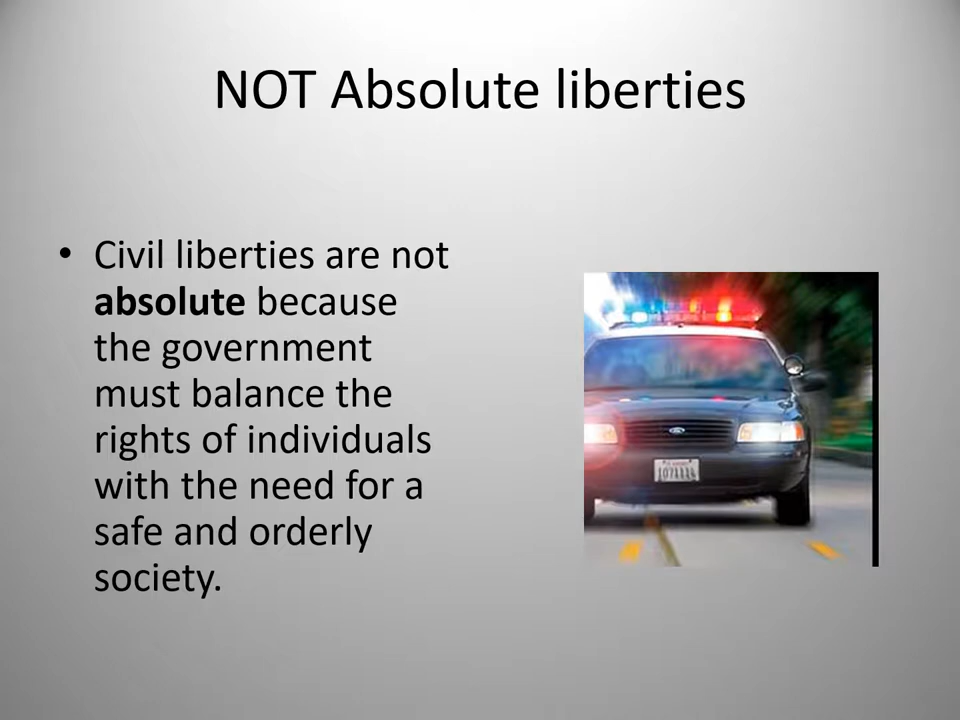 NOT Absolute liberties
• Civil liberties are not
absolute because
the government
must balance the
rights of individuals
with the need for a
safe and orderly
society.